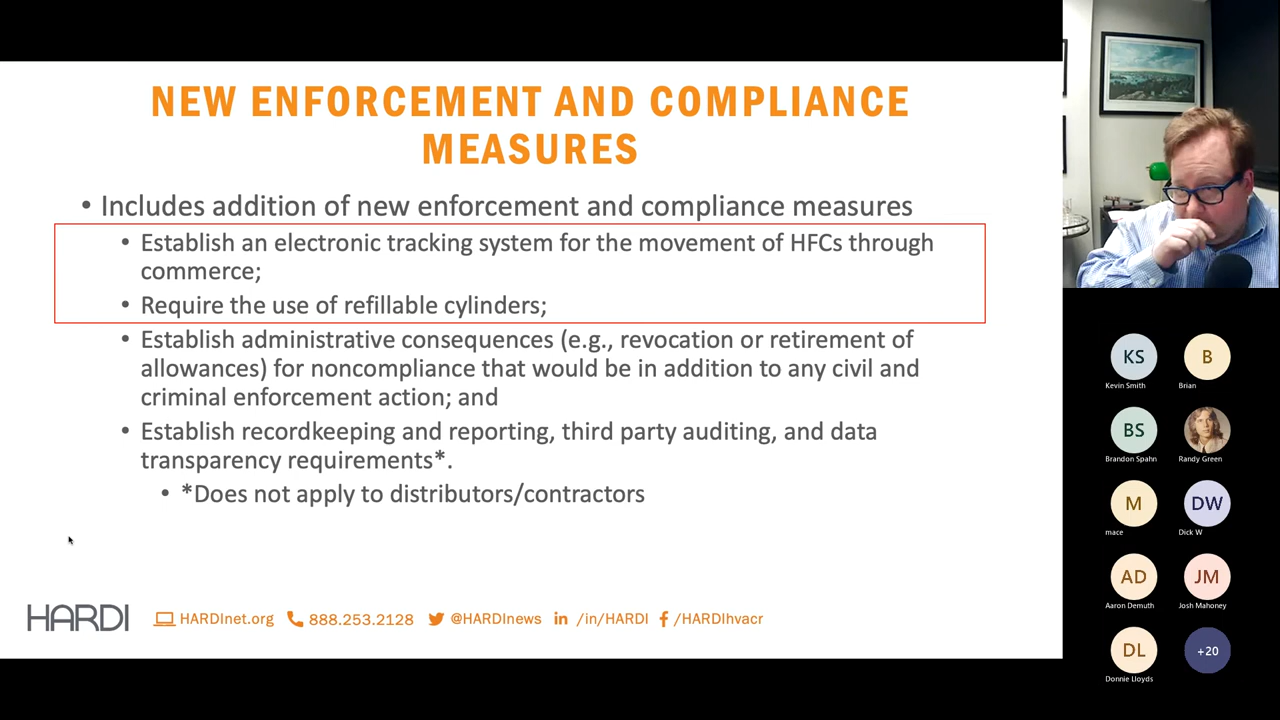 NEW ENFORCEMENT AND COMPLIANCE
MEASURES
• Includes addition of new enforcement and compliance measures
• Establish an electronic tracking system for the movement of HFCs through
commerce;
• Require the use of refillable cylinders;
• Establish administrative consequences (e.g., revocation or retirement of
allowances) for noncompliance that would be in addition to any civil and
criminal enforcement action; and
• Establish recordkeeping and reporting, third party auditing, and data
transparency requirements*.
• *Does not apply to distributors/contractors
HARDI HARDInet.org 888.253.2128 @HARDInews in /in/HARDI f /HARDIhvacr
KS B
Kevin Smith Brian
BS
Brandon Spahn Randy Green
M DW
mace Dick W
AD JM
Aaron Demuth Josh Mahoney
DL +20
Donnie Lloyds